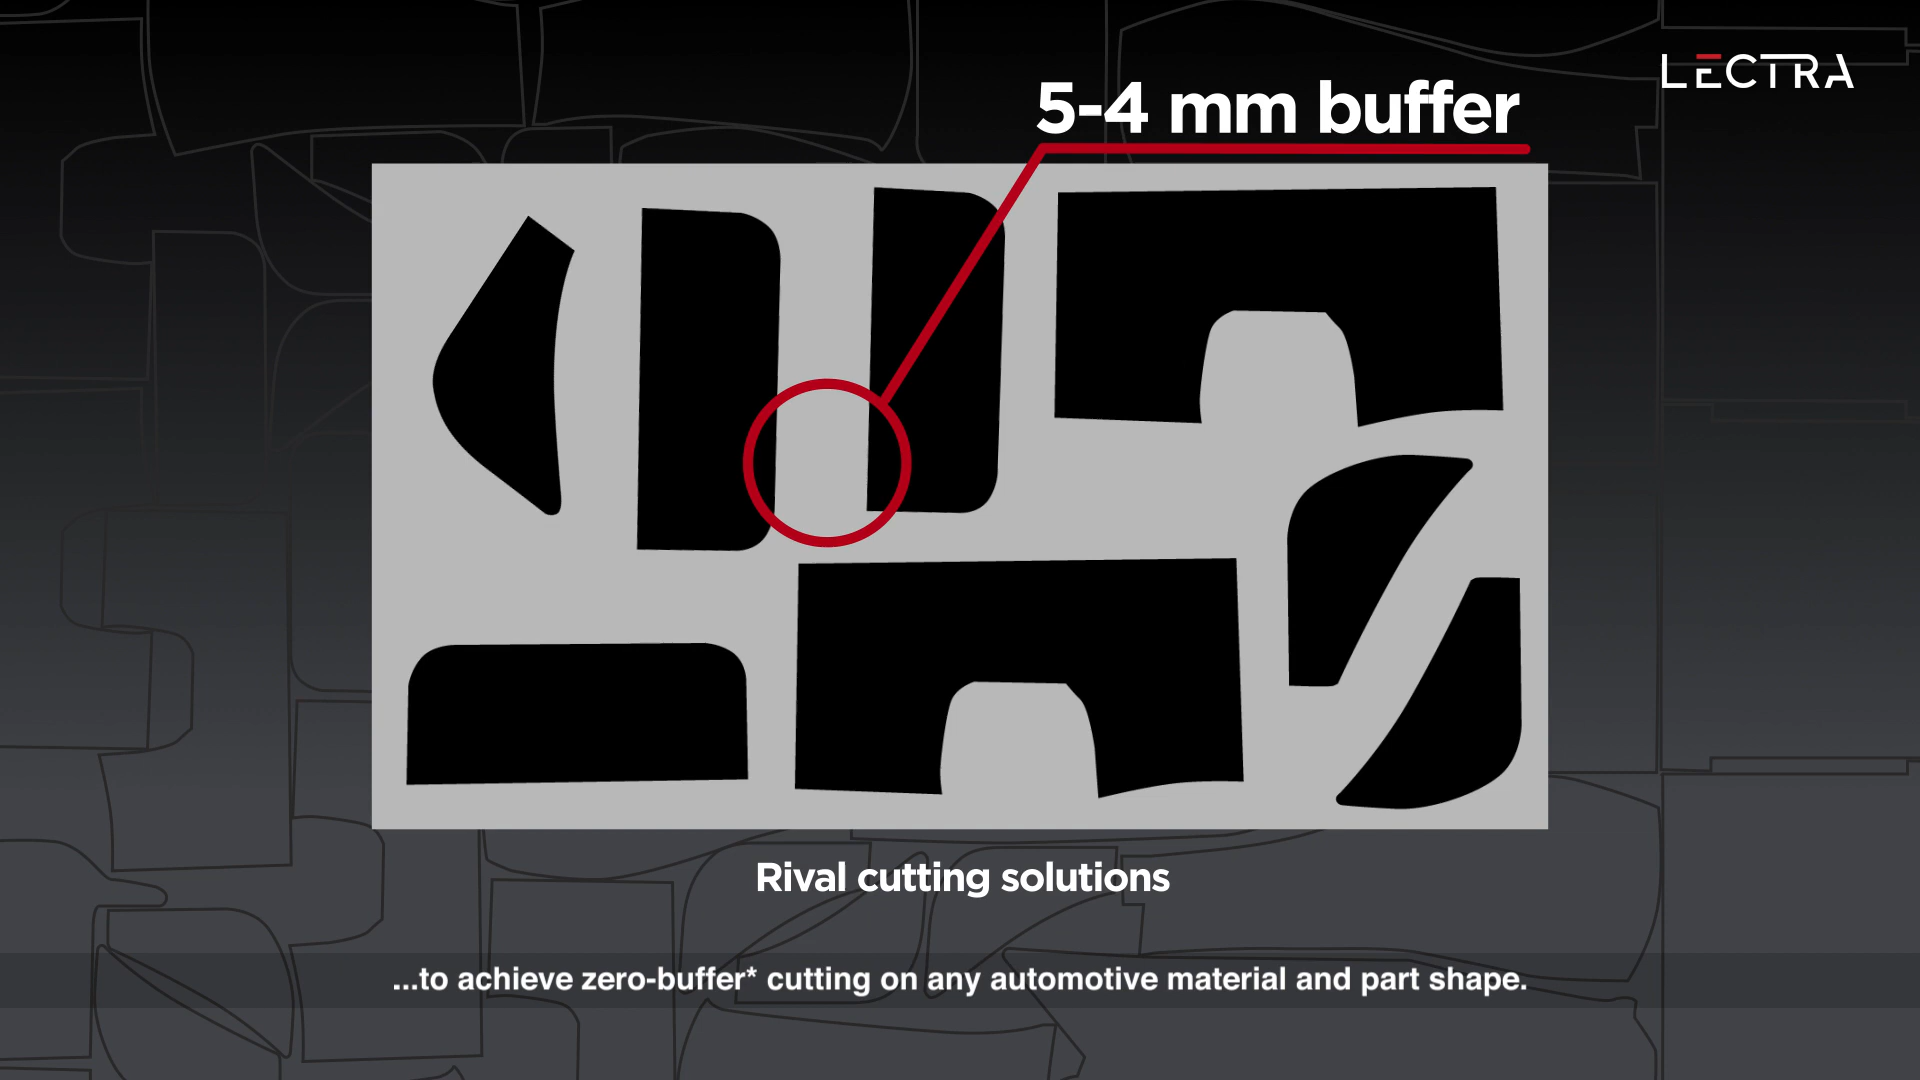 LECTRA
5-4 mm buffer
Rival cutting solutions
...to achieve zero-buffer* cutting on any automotive material and part shape.